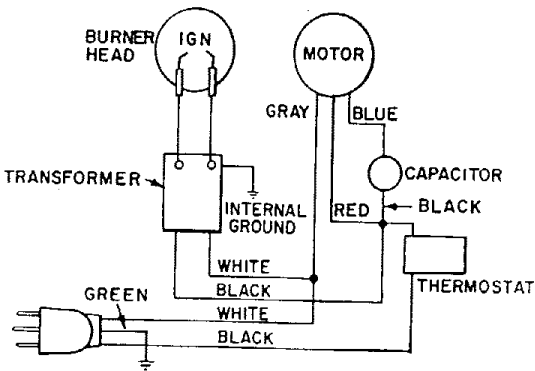 BURNER
HEAD
IGN
MOTOR
GRAY
BLUE
TRANSFORMER
CAPACITOR
INTERNAL
GROUND
RED
BLACK
WHITE
THERMOSTAT
GREEN
BLACK
WHITE
BLACK